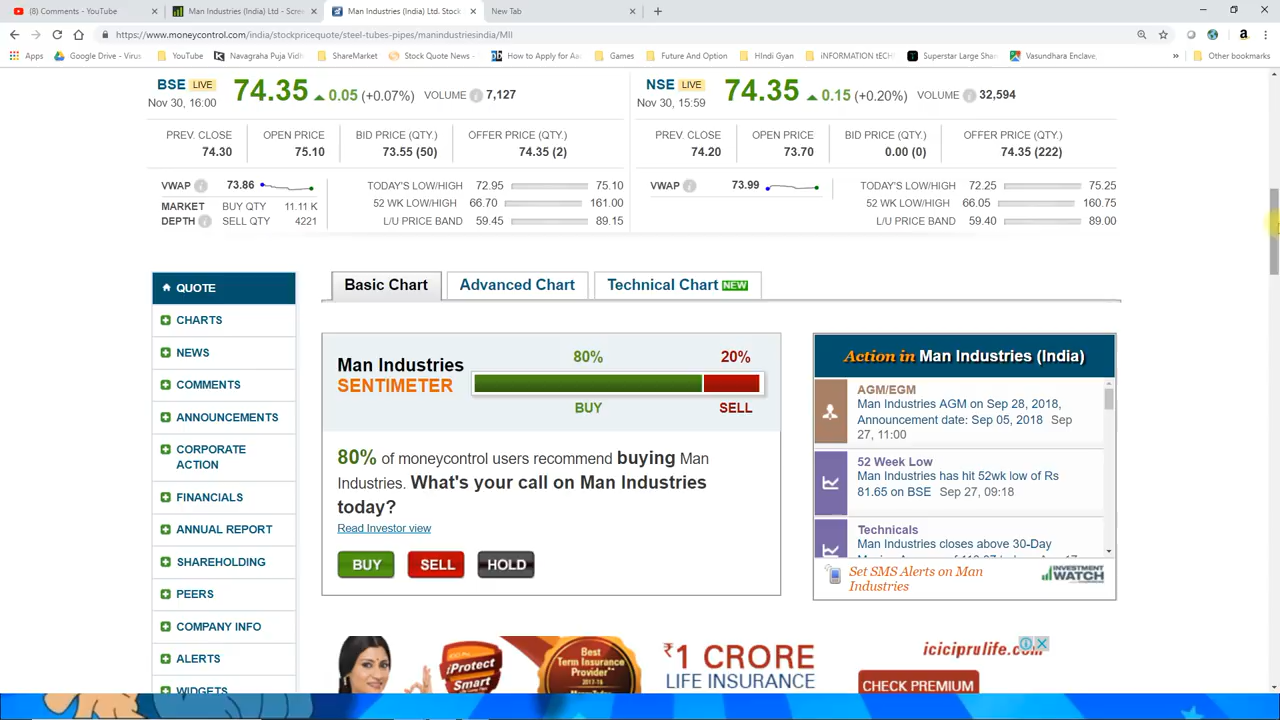 (8) Comments - YouTube
Man Industries (India) Ltd - Scree
Man Industries (India) Ltd. Stock
New Tab
https://www.moneycontrol.com/india/stockpricequote/steel-tubes-pipes/manindustriesindia/MII
Apps
Google Drive - Virus
YouTube
Navagraha Puja Vidh
ShareMarket
Stock Quote News -
How to Apply for Aad
Games
Future And Option
HIndi Gyan
iNFORMATION tECH
Superstar Large Shar
Vasundhara Enclave,
»
Other bookmarks
BSE LIVE
Nov 30, 16:00
74.35 0.05 (+0.07%) VOLUME 7,127
NSE LIVE
Nov 30, 15:59
74.35 0.15 (+0.20%) VOLUME 32,594
PREV. CLOSE OPEN PRICE BID PRICE (QTY.) OFFER PRICE (QTY.)
74.30 75.10 73.55 (50) 74.35 (2)
PREV. CLOSE OPEN PRICE BID PRICE (QTY.) OFFER PRICE (QTY.)
74.20 73.70 0.00 (0) 74.35 (222)
VWAP 73.86
MARKET DEPTH
BUY QTY 11.11 K
SELL QTY 4221
TODAY'S LOW/HIGH 72.95 75.10
52 WK LOW/HIGH 66.70 161.00
L/U PRICE BAND 59.45 89.15
VWAP 73.99
TODAY'S LOW/HIGH 72.25 75.25
52 WK LOW/HIGH 66.05 160.75
L/U PRICE BAND 59.40 89.00
QUOTE
CHARTS
NEWS
COMMENTS
ANNOUNCEMENTS
CORPORATE
ACTION
FINANCIALS
ANNUAL REPORT
SHAREHOLDING
PEERS
COMPANY INFO
ALERTS
WIDGETS
Basic Chart
Advanced Chart
Technical Chart NEW
Man Industries
SENTIMETER
80% 20%
BUY SELL
80% of moneycontrol users recommend buying Man
Industries. What's your call on Man Industries
today?
Read Investor view
BUY SELL HOLD
Action in Man Industries (India)
AGM/EGM
Man Industries AGM on Sep 28, 2018,
Announcement date: Sep 05, 2018 Sep
27, 11:00
52 Week Low
Man Industries has hit 52wk low of Rs
81.65 on BSE Sep 27, 09:18
Technicals
Man Industries closes above 30-Day
Set SMS Alerts on Man
Industries
INVESTMENT
WATCH
iProtect
Smart
Best
Term Insurance
Provider
2016-17
₹1 CRORE
LIFE INSURANCE
iciciprulife.c
CHECK PREMIUM